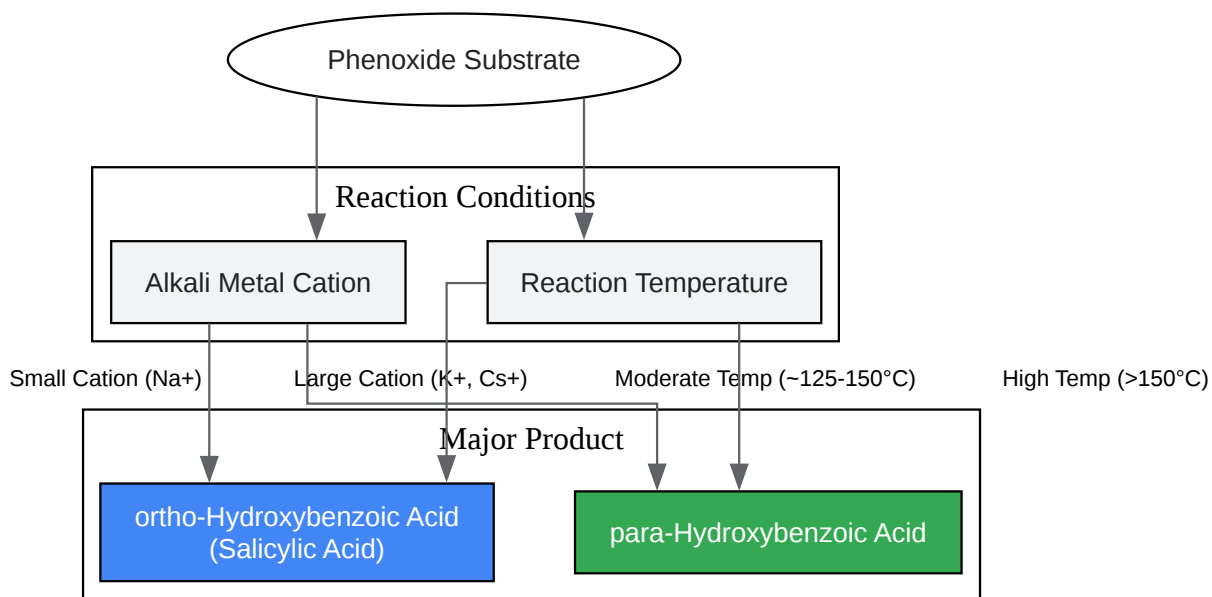 Phenoxide Substrate
Reaction Conditions
Alkali Metal Cation
Reaction Temperature
Small Cation (Na+)
Large Cation (K+, Cs+)
Moderate Temp (~125-150°C)
High Temp (>150°C)
Major Product
ortho-Hydroxybenzoic Acid
(Salicylic Acid)
para-Hydroxybenzoic Acid